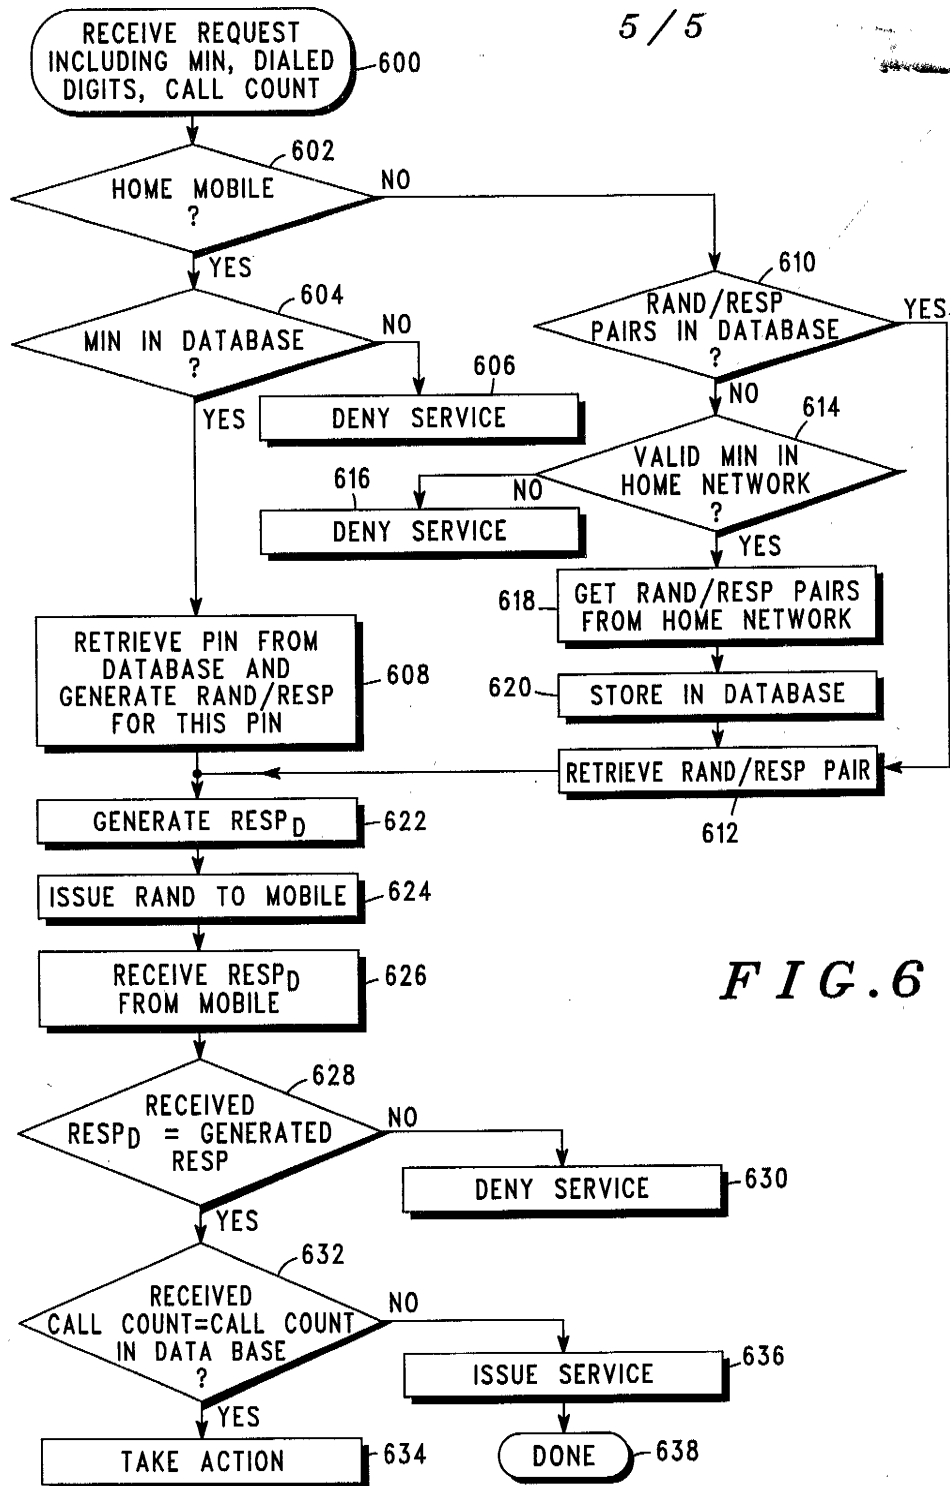 5/5
RECEIVE REQUEST
INCLUDING MIN, DIALED
DIGITS, CALL COUNT
600
602
HOME MOBILE
?
NO
YES
604
MIN IN DATABASE
?
NO
YES
606
DENY SERVICE
610
RAND/RESP
PAIRS IN DATABASE
?
YES
NO
614
VALID MIN IN
HOME NETWORK
?
NO
YES
616
DENY SERVICE
618
GET RAND/RESP PAIRS
FROM HOME NETWORK
620
STORE IN DATABASE
RETRIEVE RAND/RESP PAIR
612
RETRIEVE PIN FROM
DATABASE AND
GENERATE RAND/RESP
FOR THIS PIN
608
GENERATE RESPD
622
ISSUE RAND TO MOBILE
624
RECEIVE RESPD
FROM MOBILE
626
FIG.6
628
RECEIVED
RESPD = GENERATED
RESP
NO
YES
DENY SERVICE
630
632
RECEIVED
CALL COUNT=CALL COUNT
IN DATA BASE
?
NO
YES
ISSUE SERVICE
636
TAKE ACTION
634
DONE
638